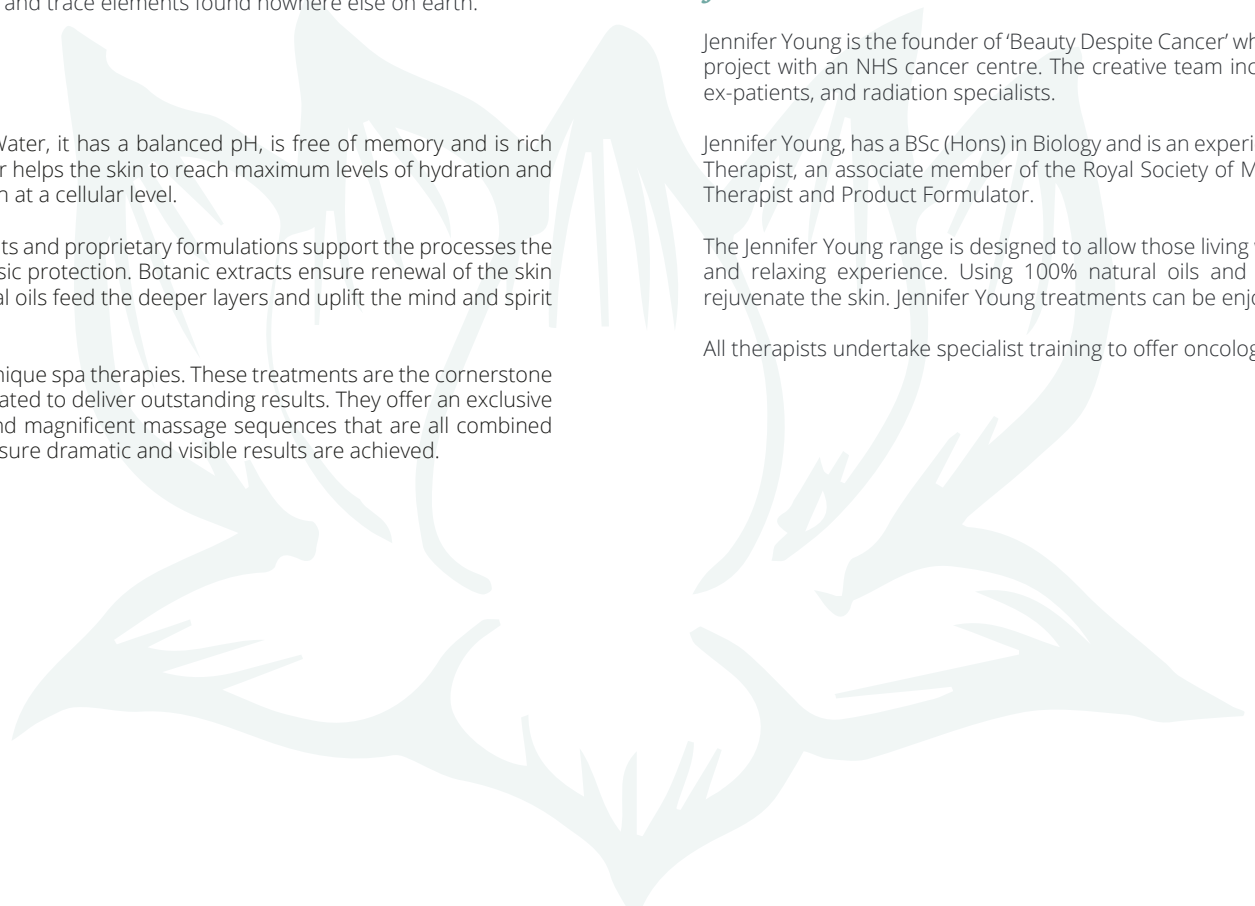 and trace elements found nowhere else on earth.
Water, it has a balanced pH, is free of memory and is rich
r helps the skin to reach maximum levels of hydration and
n at a cellular level.
ts and proprietary formulations support the processes the
sic protection. Botanic extracts ensure renewal of the skin
al oils feed the deeper layers and uplift the mind and spirit
nique spa therapies. These treatments are the cornerstone
ated to deliver outstanding results. They offer an exclusive
nd magnificent massage sequences that are all combined
sure dramatic and visible results are achieved.
Jennifer Young is the founder of ‘Beauty Despite Cancer’ wh
project with an NHS cancer centre. The creative team inc
ex-patients, and radiation specialists.
Jennifer Young, has a BSc (Hons) in Biology and is an experi
Therapist, an associate member of the Royal Society of M
Therapist and Product Formulator.
The Jennifer Young range is designed to allow those living
and relaxing experience. Using 100% natural oils and
rejuvenate the skin. Jennifer Young treatments can be enjo
All therapists undertake specialist training to offer oncolog